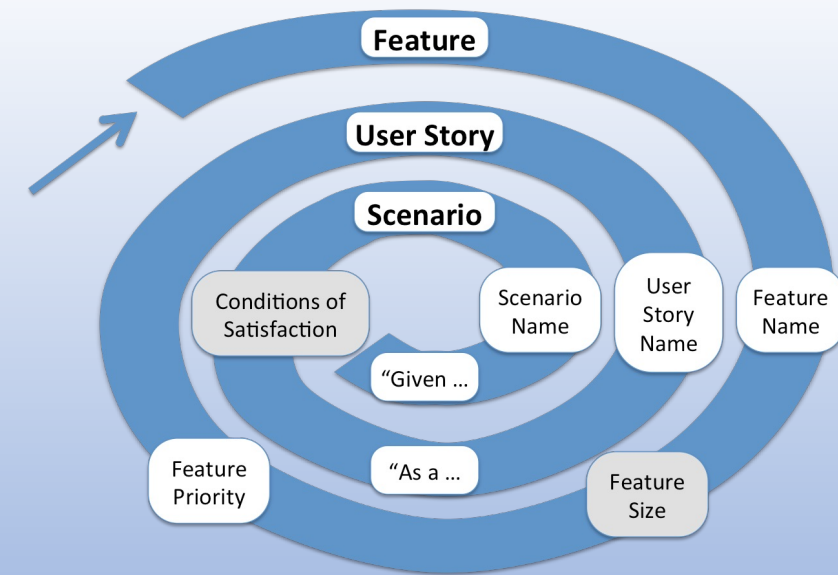 Feature
User Story
Scenario
Conditions of
Satisfaction
Scenario
Name
User
Story
Name
Feature
Name
“Given ...
“As a ...
Feature
Priority
Feature
Size